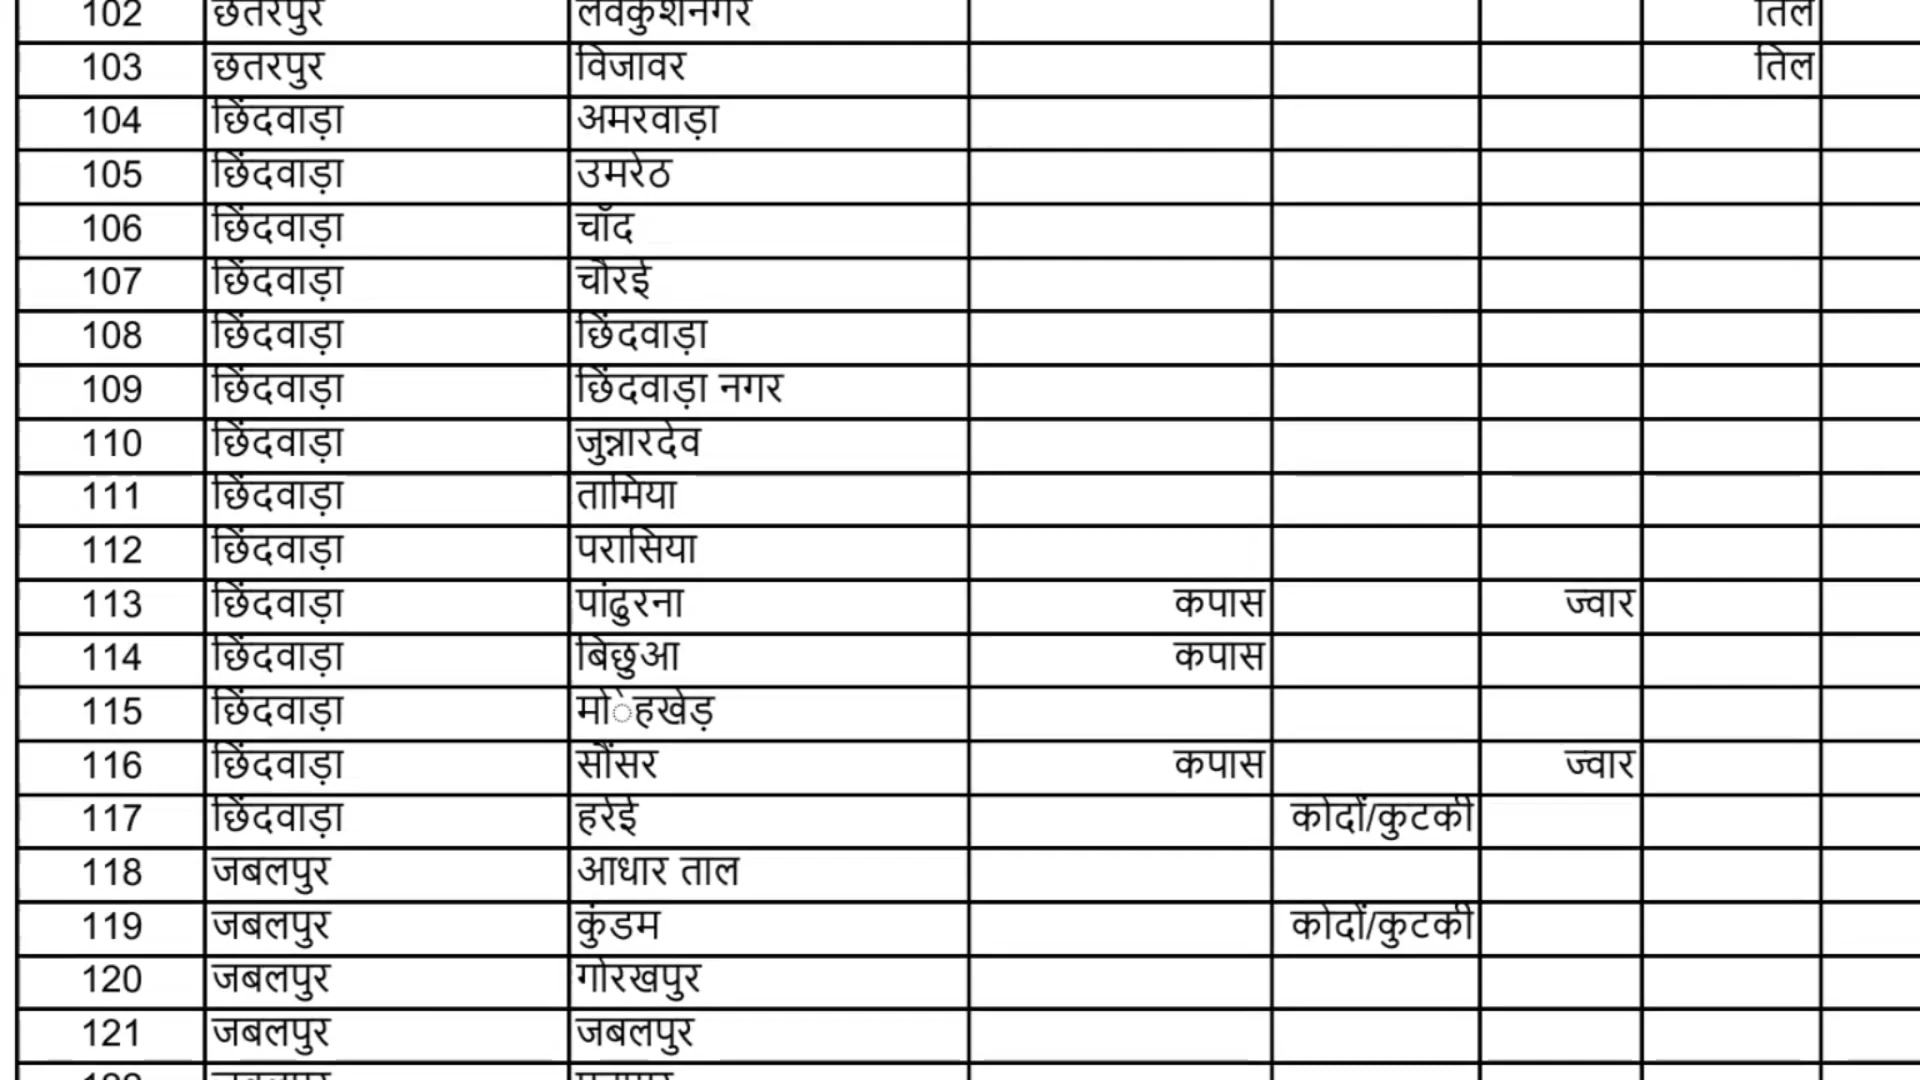 102 छतरपुर लवकुशनगर तिल
103 छतरपुर विजावर तिल
104 छिंदवाड़ा अमरवाड़ा
105 छिंदवाड़ा उमरेठ
106 छिंदवाड़ा चाँद
107 छिंदवाड़ा चौरई
108 छिंदवाड़ा छिंदवाड़ा
109 छिंदवाड़ा छिंदवाड़ा नगर
110 छिंदवाड़ा जुन्नारदेव
111 छिंदवाड़ा तामिया
112 छिंदवाड़ा परासिया
113 छिंदवाड़ा पांढुरना कपास ज्वार
114 छिंदवाड़ा बिछुआ कपास
115 छिंदवाड़ा मोेहखेड़
116 छिंदवाड़ा सौंसर कपास ज्वार
117 छिंदवाड़ा हरेई कोदों/कुटकी
118 जबलपुर आधार ताल
119 जबलपुर कुंडम कोदों/कुटकी
120 जबलपुर गोरखपुर
121 जबलपुर जबलपुर
जबलपुर